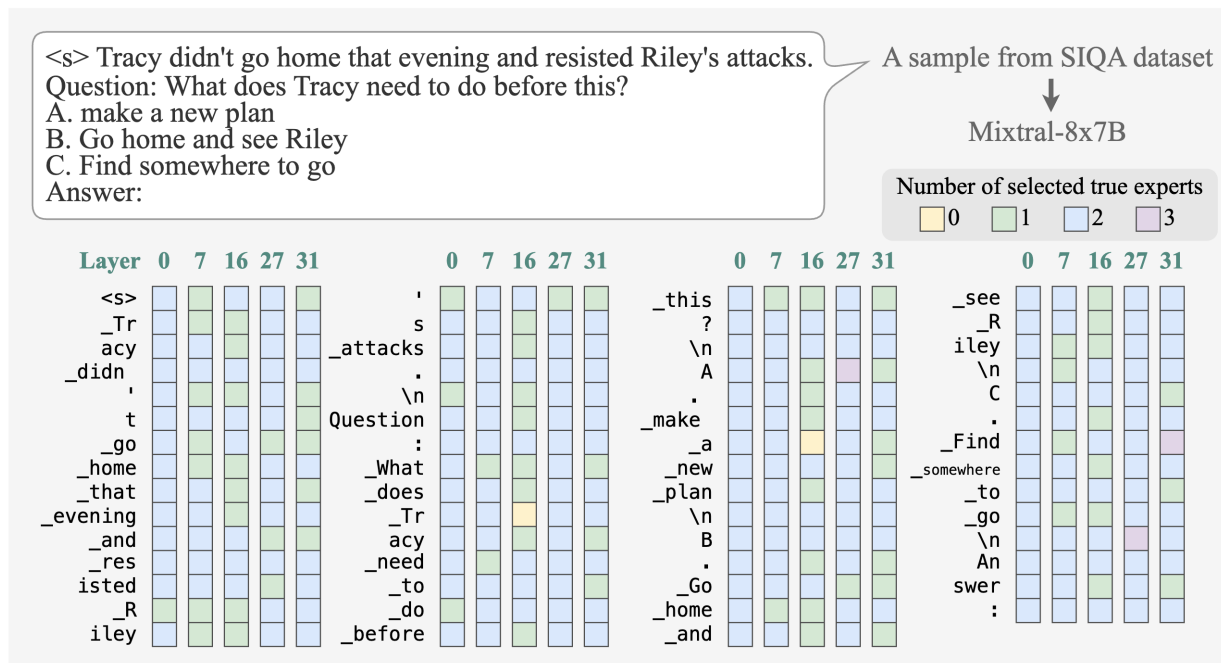 <s> Tracy didn't go home that evening and resisted Riley's attacks.
Question: What does Tracy need to do before this?
A. make a new plan
B. Go home and see Riley
C. Find somewhere to go
Answer:
A sample from SIQA dataset
Mixtral-8x7B
Number of selected true experts
0 1 2 3
Layer 0 7 16 27 31
<s>
_Tr
acy
_didn
'
t
_go
_home
_that
_evening
_and
_res
isted
_R
iley
0 7 16 27 31
'
s
_attacks
.
\n
Question
:
_What
_does
_Tr
acy
_need
_to
_do
_before
0 7 16 27 31
_this
?
\n
A
.
_make
_a
_new
_plan
\n
B
.
_Go
_home
_and
0 7 16 27 31
_see
_R
iley
\n
C
.
_Find
_somewhere
_to
_go
\n
An
swer
: